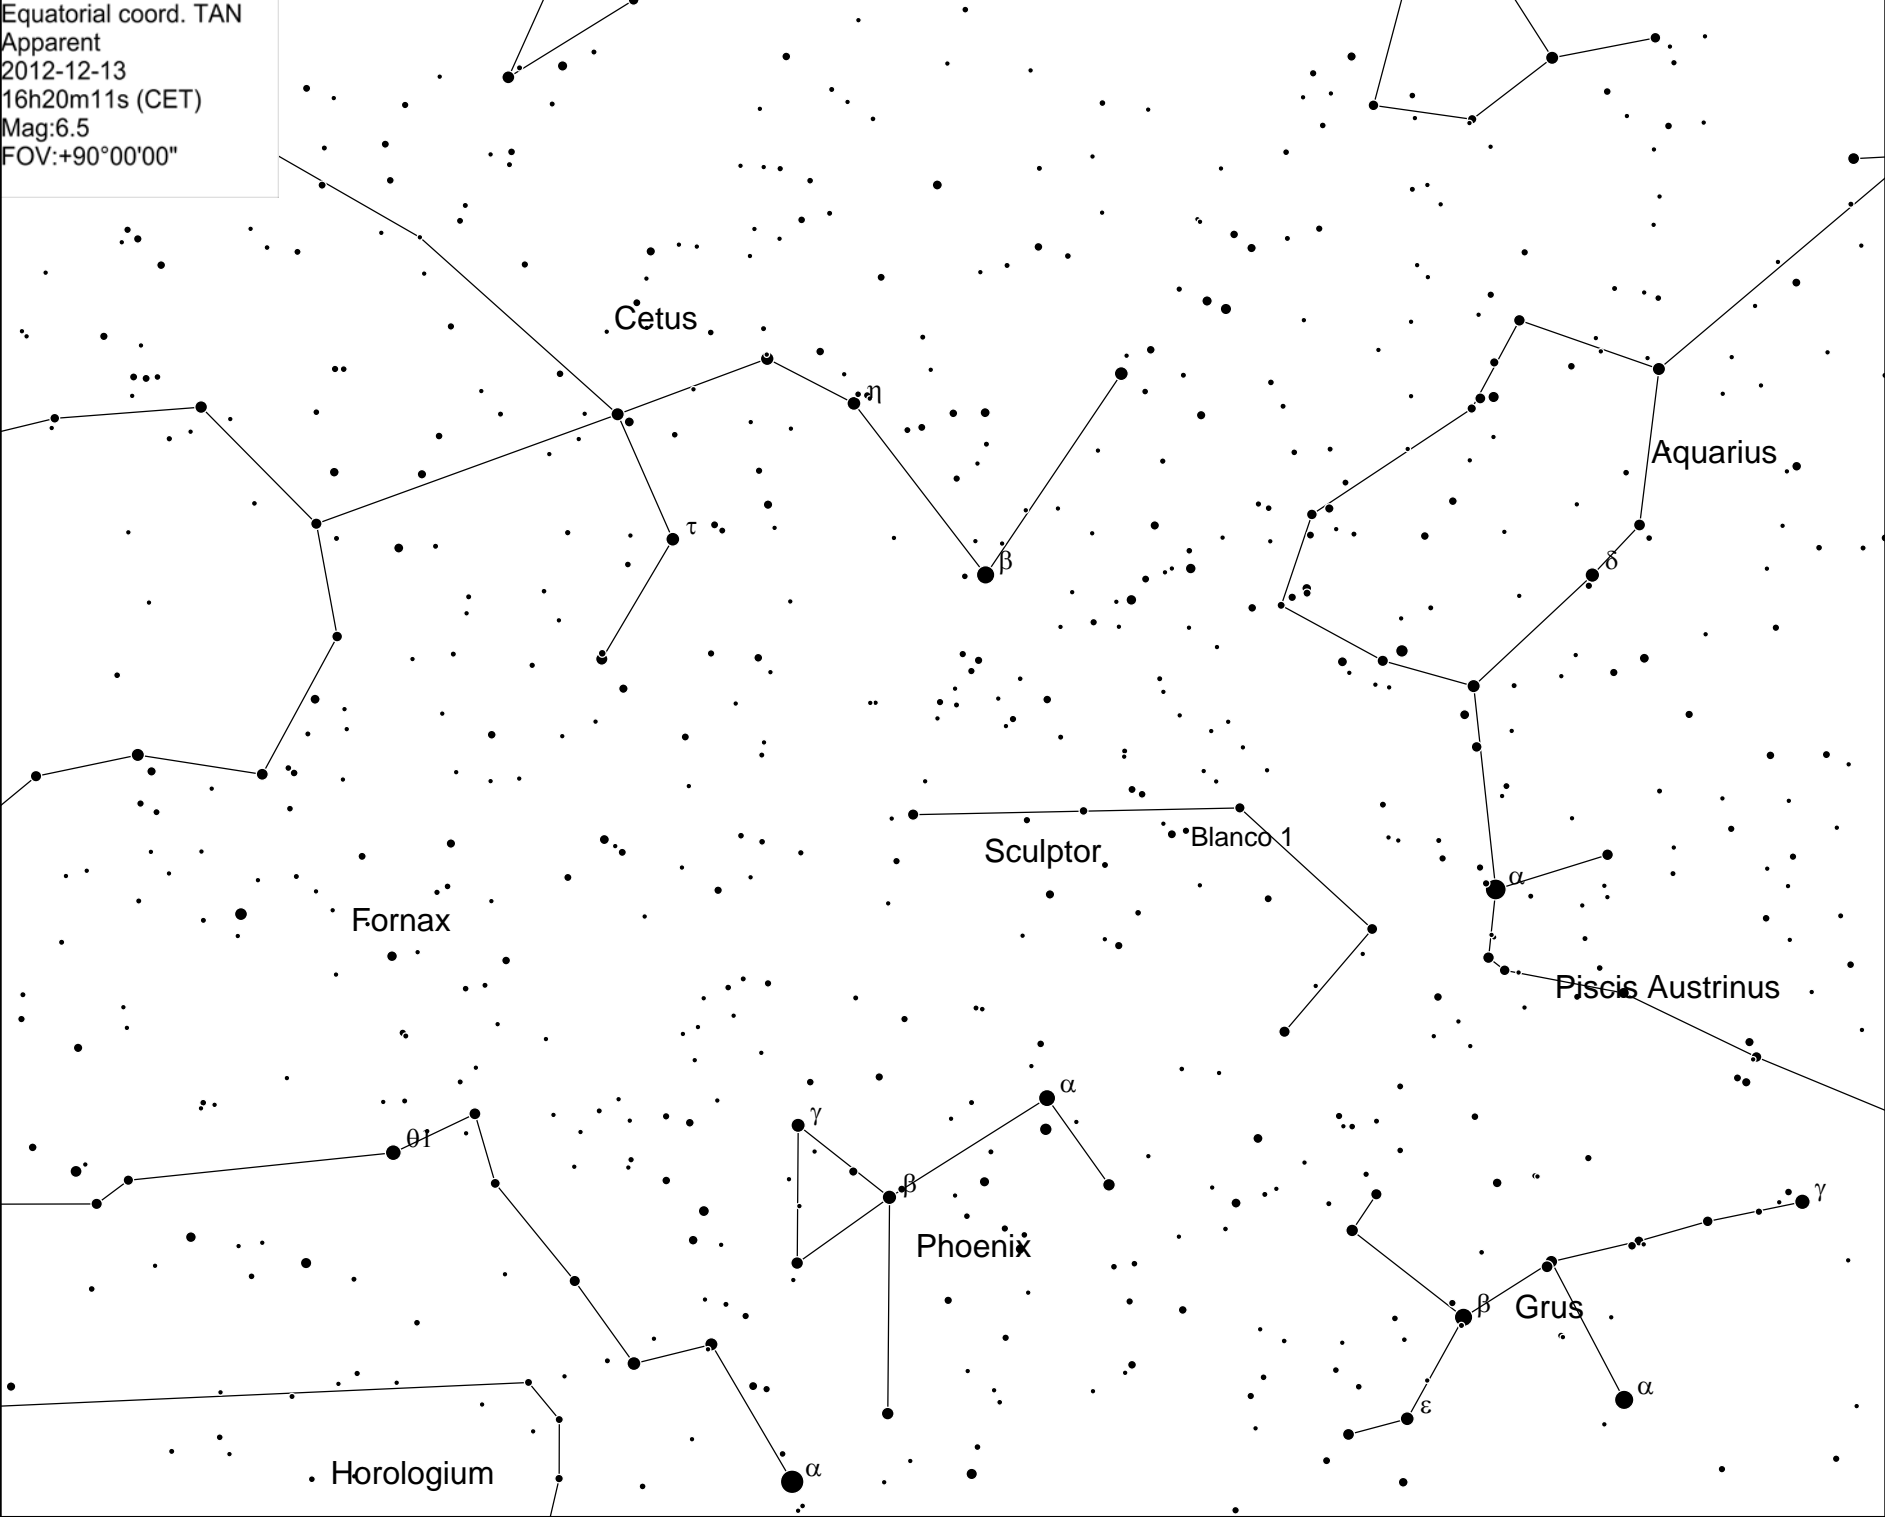 Equatorial coord. TAN
Apparent
2012-12-13
16h20m11s (CET)
Mag:6.5
FOV:+90°00'00"
Cetus
η
Aquarius
τ
β
δ
Blanco 1
Sculptor
α
Fornax
Piscis Austrinus
α
γ
θ1
β
γ
Phoenix
β
Grus
α
ε
α
Horologium